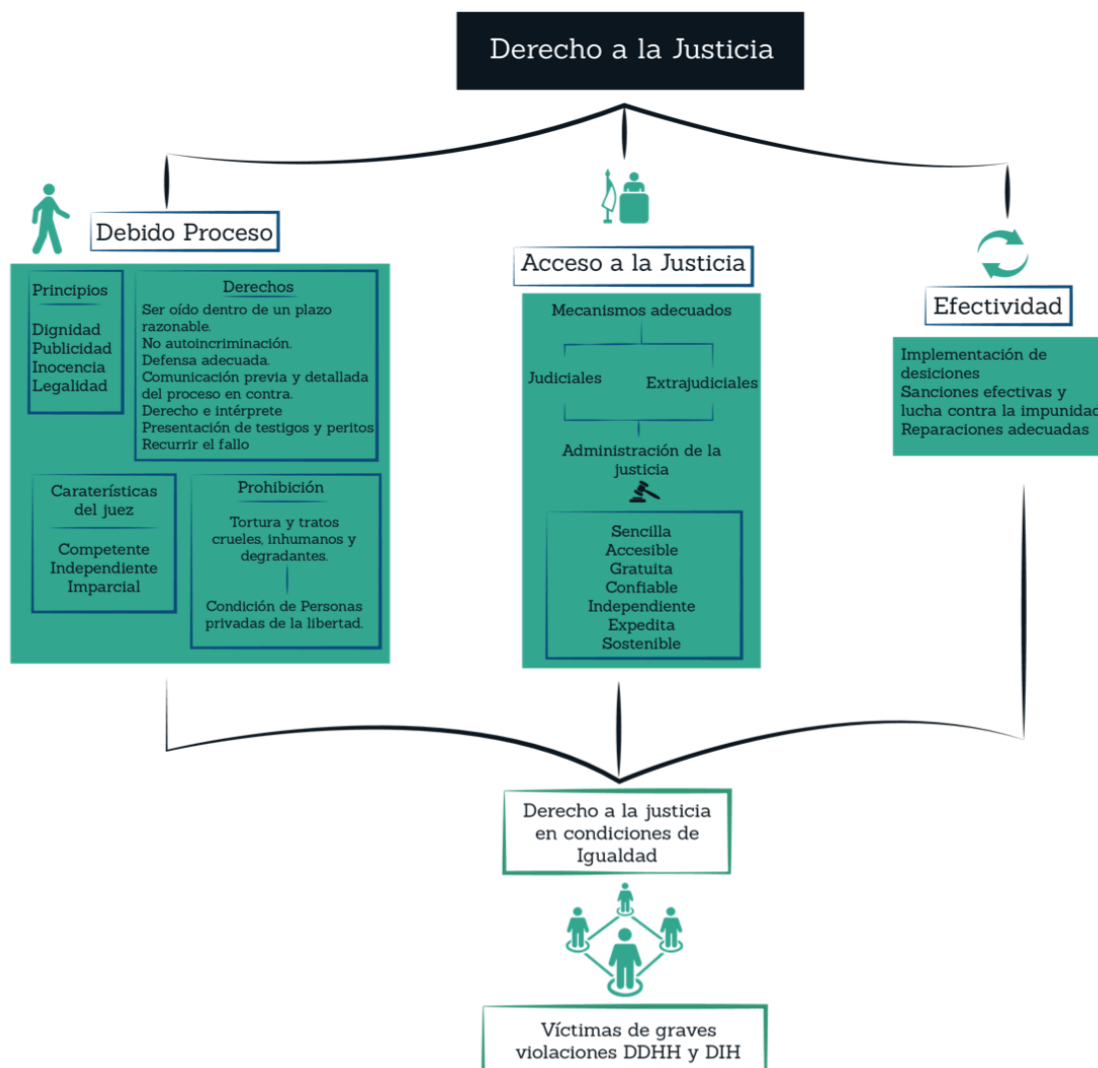 Derecho a la Justicia
Debido Proceso
Principios
Dignidad
Publicidad
Inocencia
Legalidad
Derechos
Ser oído dentro de un plazo
razonable.
No autoincriminación.
Defensa adecuada.
Comunicación previa y detallada
del proceso en contra.
Derecho e intérprete
Presentación de testigos y peritos
Recurrir el fallo
Caraterísticas
del juez
Competente
Independiente
Imparcial
Prohibición
Tortura y tratos
crueles, inhumanos y
degradantes.
Condición de Personas
privadas de la libertad.
Acceso a la Justicia
Mecanismos adecuados
Judiciales
Extrajudiciales
Administración de la
justicia
Sencilla
Accesible
Gratuita
Confiable
Independiente
Expedita
Sostenible
Efectividad
Implementación de
desiciones
Sanciones efectivas y
lucha contra la impunidad
Reparaciones adecuadas
Derecho a la justicia
en condiciones de
Igualdad
Víctimas de graves
violaciones DDHH y DIH